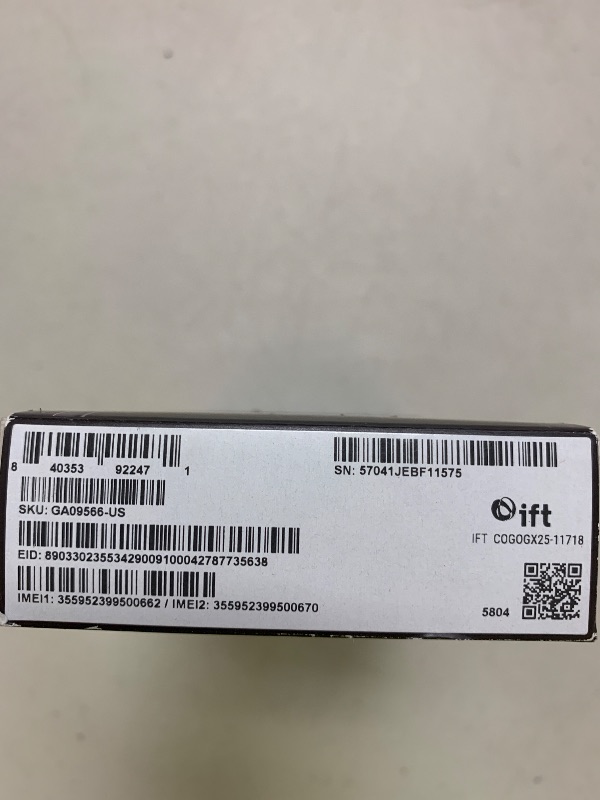 8 40353 92247 1
SN: 57041JEBF11575
SKU: GA09566-US
ift
IFT COGOGX25-11718
EID: 89033023553429009100042787735638
IMEI1: 355952399500662 / IMEI2: 355952399500670
5804